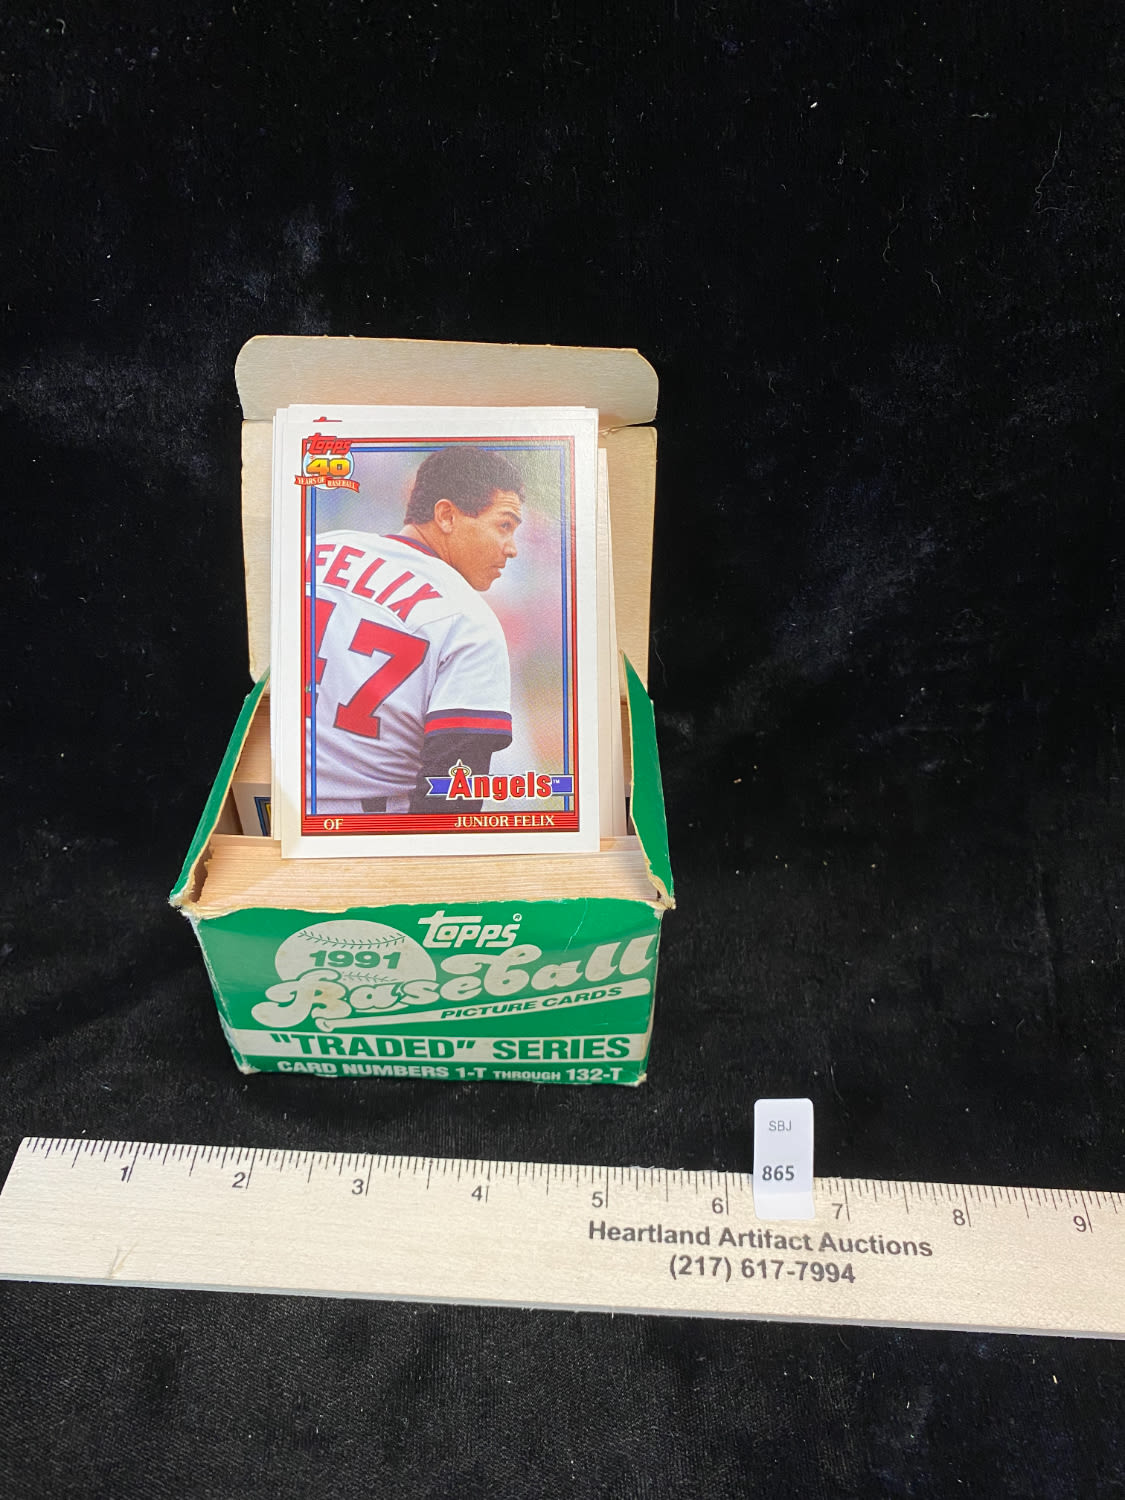 Topps
40
YEARS OF BASEBALL
FELIX
47
Angels™
OF JUNIOR FELIX
Topps®
1991
Baseball
PICTURE CARDS
"TRADED" SERIES
CARD NUMBERS 1-T THROUGH 132-T
SBJ
865
1 2 3 4 5 6 7 8 9
Heartland Artifact Auctions
(217) 617-7994